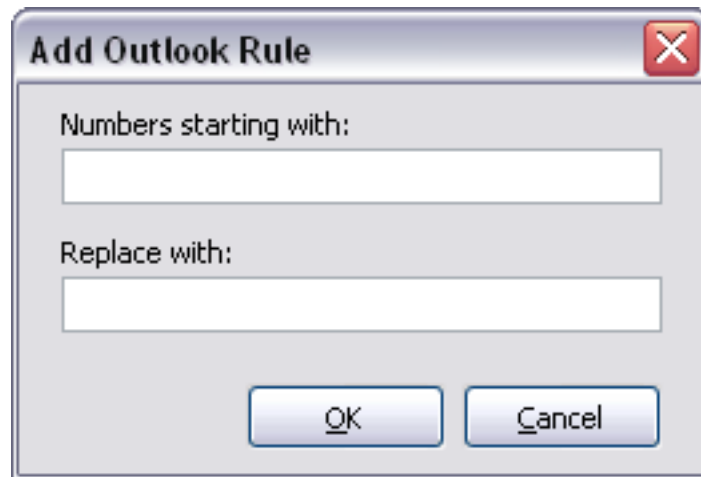 Add Outlook Rule
Numbers starting with:
Replace with:
OK Cancel